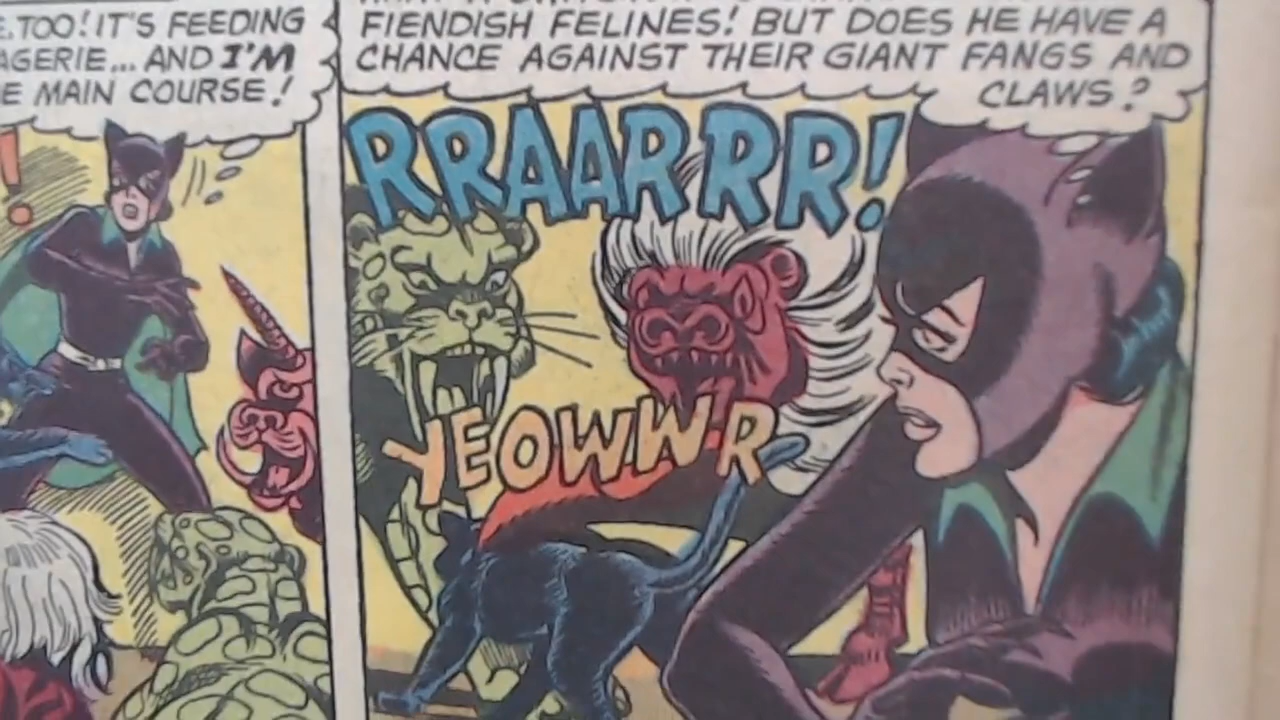 TOO! IT'S FEEDING
AGERIE... AND I'M
E MAIN COURSE!
!
FIENDISH FELINES! BUT DOES HE HAVE A
CHANCE AGAINST THEIR GIANT FANGS AND
CLAWS?
RRAARRR!
YEOWWR